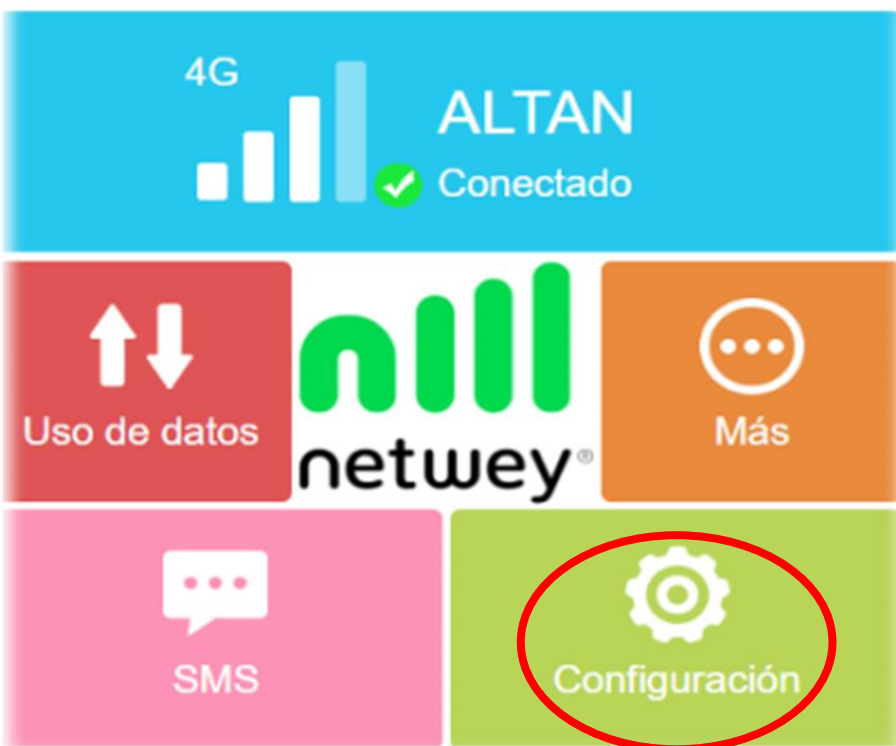 4G
ALTAN
Conectado
Uso de datos
netwey®
Más
SMS
Configuración